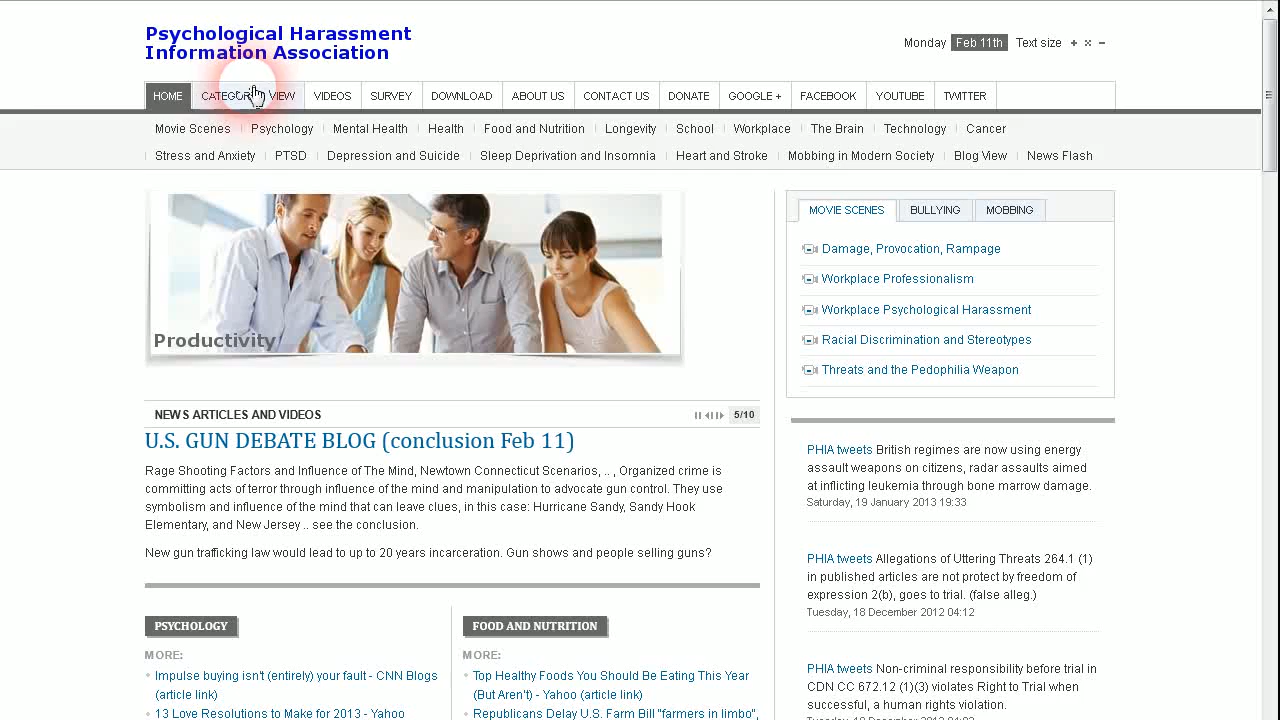 Psychological Harassment
Information Association
Monday Feb 11th Text size + × −
HOME CATEGORY VIEW VIDEOS SURVEY DOWNLOAD ABOUT US CONTACT US DONATE GOOGLE + FACEBOOK YOUTUBE TWITTER
Movie Scenes Psychology Mental Health Health Food and Nutrition Longevity School Workplace The Brain Technology Cancer
Stress and Anxiety PTSD Depression and Suicide Sleep Deprivation and Insomnia Heart and Stroke Mobbing in Modern Society Blog View News Flash
Productivity
NEWS ARTICLES AND VIDEOS
5/10
U.S. GUN DEBATE BLOG (conclusion Feb 11)
Rage Shooting Factors and Influence of The Mind, Newtown Connecticut Scenarios, .. , Organized crime is
committing acts of terror through influence of the mind and manipulation to advocate gun control. They use
symbolism and influence of the mind that can leave clues, in this case: Hurricane Sandy, Sandy Hook
Elementary, and New Jersey .. see the conclusion.
New gun trafficking law would lead to up to 20 years incarceration. Gun shows and people selling guns?
PSYCHOLOGY
MORE:
Impulse buying isn't (entirely) your fault - CNN Blogs
(article link)
13 Love Resolutions to Make for 2013 - Yahoo
FOOD AND NUTRITION
MORE:
Top Healthy Foods You Should Be Eating This Year
(But Aren't) - Yahoo (article link)
Republicans Delay U.S. Farm Bill "farmers in limbo",
MOVIE SCENES BULLYING MOBBING
Damage, Provocation, Rampage
Workplace Professionalism
Workplace Psychological Harassment
Racial Discrimination and Stereotypes
Threats and the Pedophilia Weapon
PHIA tweets British regimes are now using energy
assault weapons on citizens, radar assaults aimed
at inflicting leukemia through bone marrow damage.
Saturday, 19 January 2013 19:33
PHIA tweets Allegations of Uttering Threats 264.1 (1)
in published articles are not protect by freedom of
expression 2(b), goes to trial. (false alleg.)
Tuesday, 18 December 2012 04:12
PHIA tweets Non-criminal responsibility before trial in
CDN CC 672.12 (1)(3) violates Right to Trial when
successful, a human rights violation.